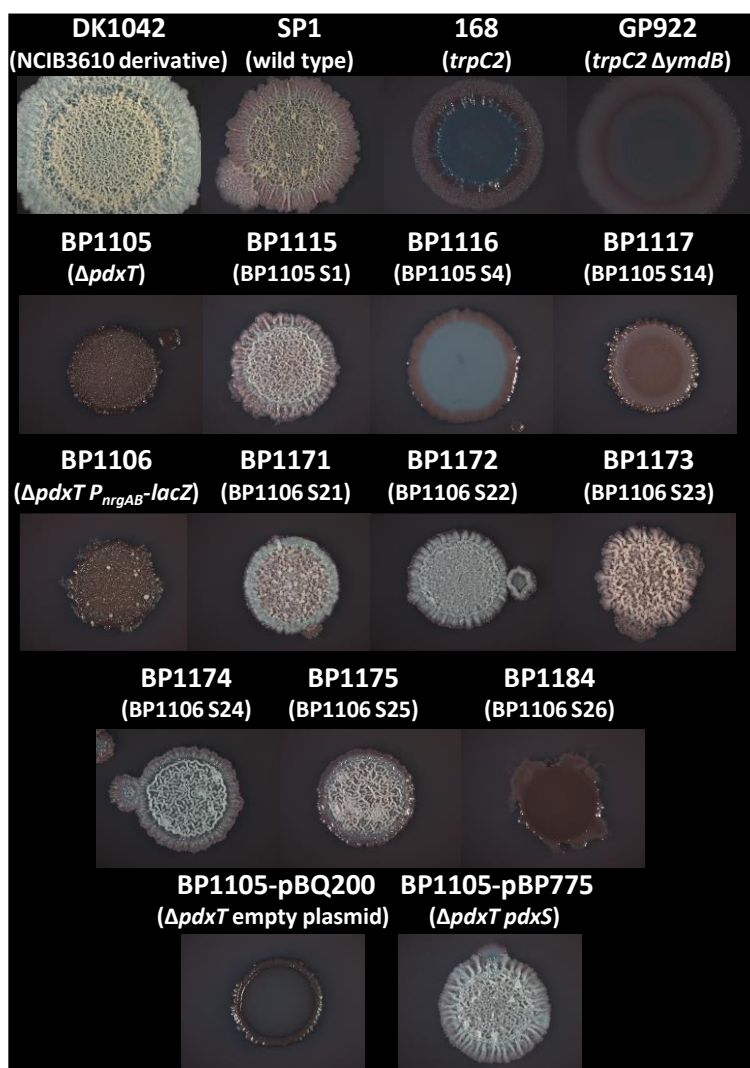 DK1042 SP1 168 GP922
(NCIB3610 derivative) (wild type) (trpC2) (trpC2 ΔymdB)
BP1105 BP1115 BP1116 BP1117
(ΔpdxT) (BP1105 S1) (BP1105 S4) (BP1105 S14)
BP1106 BP1171 BP1172 BP1173
(ΔpdxT PnrgAB-lacZ) (BP1106 S21) (BP1106 S22) (BP1106 S23)
BP1174 BP1175 BP1184
(BP1106 S24) (BP1106 S25) (BP1106 S26)
BP1105-pBQ200 BP1105-pBP775
(ΔpdxT empty plasmid) (ΔpdxT pdxS)